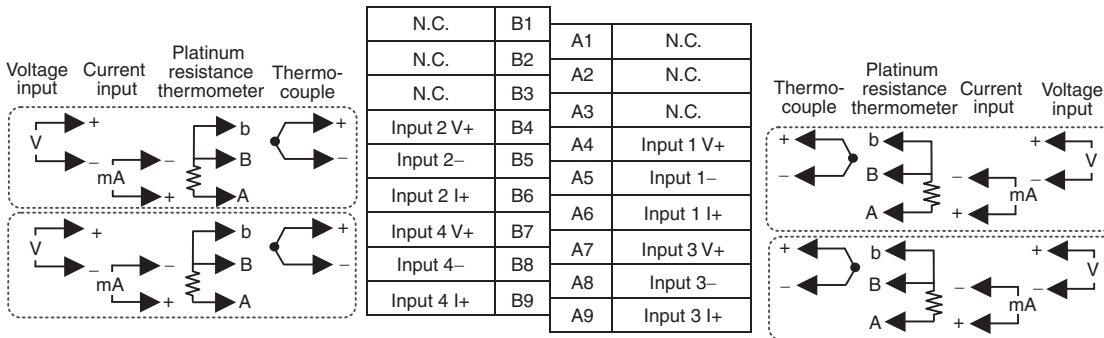 Voltage input
Current input
Platinum resistance thermometer
Thermo-couple
V + −
mA − +
b
B
A
+
−
V + −
mA − +
b
B
A
+
−
N.C. B1
N.C. B2
N.C. B3
Input 2 V+ B4
Input 2− B5
Input 2 I+ B6
Input 4 V+ B7
Input 4− B8
Input 4 I+ B9
A1 N.C.
A2 N.C.
A3 N.C.
A4 Input 1 V+
A5 Input 1−
A6 Input 1 I+
A7 Input 3 V+
A8 Input 3−
A9 Input 3 I+
Thermo-couple
Platinum resistance thermometer
Current input
Voltage input
+
−
b
B
A
− + mA
+ − V
+
−
b
B
A
− + mA
+ − V